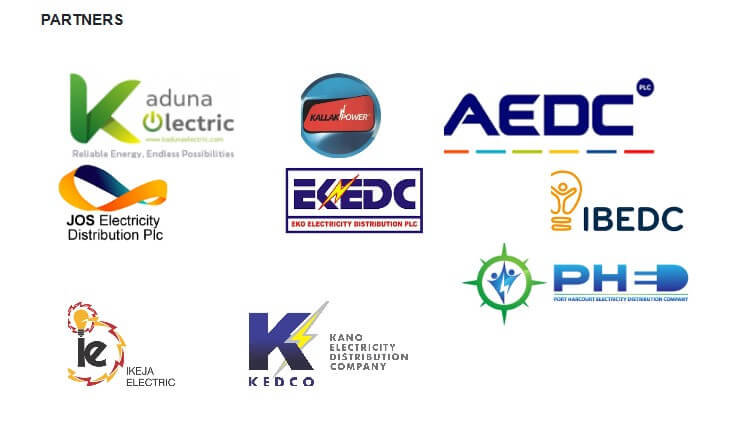 PARTNERS
Kaduna
electric
www.kadunaelectric.com
Reliable Energy, Endless Possibilities
KALLAK POWER
AEDC
PLC
JOS Electricity
Distribution Plc
EKEDC
EKO ELECTRICITY DISTRIBUTION PLC
IBEDC
PHED
PORT HARCOURT ELECTRICITY DISTRIBUTION COMPANY
ie
IKEJA
ELECTRIC
K
KEDCO
KANO
ELECTRICITY
DISTRIBUTION
COMPANY